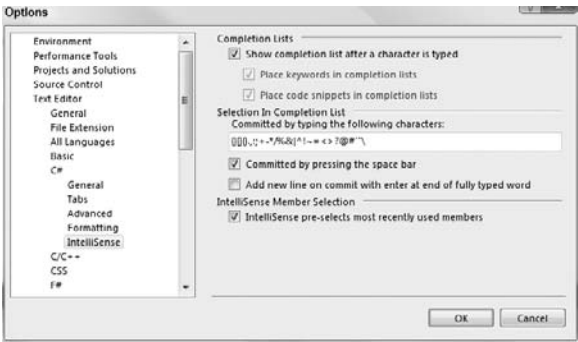 Options
Environment
Performance Tools
Projects and Solutions
Source Control
Text Editor
General
File Extension
All Languages
Basic
C#
General
Tabs
Advanced
Formatting
IntelliSense
C/C++
CSS
F#
Completion Lists
Show completion list after a character is typed
Place keywords in completion lists
Place code snippets in completion lists
Selection In Completion List
Committed by typing the following characters:
{}[]().,:;+-*/%&|^!~=<>?@#'"\
Committed by pressing the space bar
Add new line on commit with enter at end of fully typed word
IntelliSense Member Selection
IntelliSense pre-selects most recently used members
OK
Cancel